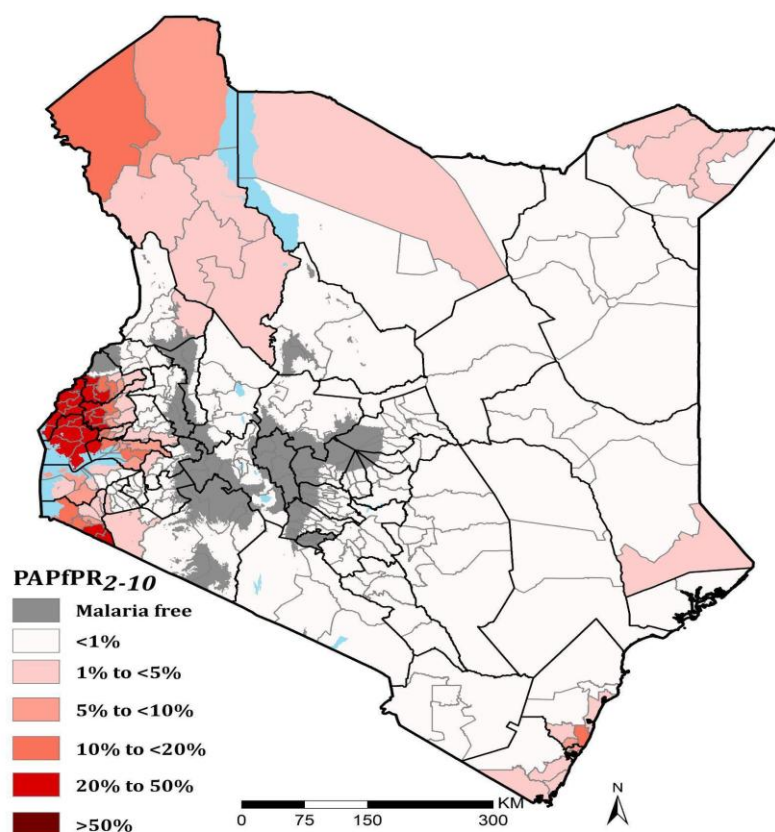 PAPfPR2-10
Malaria free
<1%
1% to <5%
5% to <10%
10% to <20%
20% to 50%
>50%
N
KM
0 75 150 300